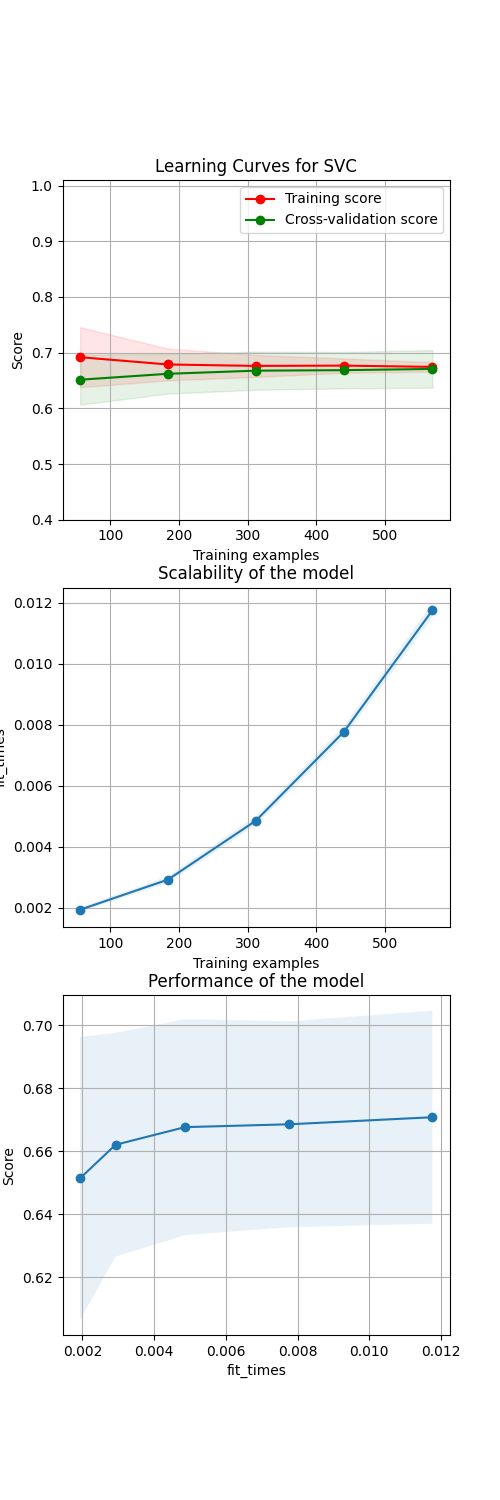 Learning Curves for SVC
1.0
0.9
0.8
0.7
0.6
0.5
0.4
Score
Training score
Cross-validation score
100 200 300 400 500
Training examples
Scalability of the model
0.012
0.010
0.008
0.006
0.004
0.002
fit_times
100 200 300 400 500
Training examples
Performance of the model
0.70
0.68
0.66
0.64
0.62
Score
0.002 0.004 0.006 0.008 0.010 0.012
fit_times